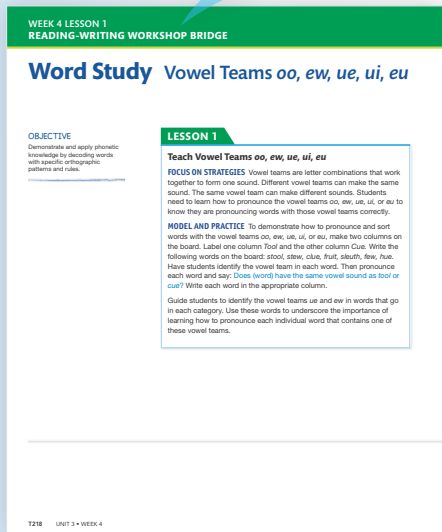 WEEK 4 LESSON 1
READING-WRITING WORKSHOP BRIDGE
Word Study Vowel Teams oo, ew, ue, ui, eu
OBJECTIVE
Demonstrate and apply phonetic
knowledge by decoding words
with specific orthographic
patterns and rules.
LESSON 1
Teach Vowel Teams oo, ew, ue, ui, eu
FOCUS ON STRATEGIES Vowel teams are letter combinations that work
together to form one sound. Different vowel teams can make the same
sound. The same vowel team can make different sounds. Students
need to learn how to pronounce the vowel teams oo, ew, ue, ui, or eu to
know they are pronouncing words with those vowel teams correctly.
MODEL AND PRACTICE To demonstrate how to pronounce and sort
words with the vowel teams oo, ew, ue, ui, or eu, make two columns on
the board. Label one column Tool and the other column Cue. Write the
following words on the board: stool, stew, clue, fruit, sleuth, few, hue.
Have students identify the vowel team in each word. Then pronounce
each word and say: Does (word) have the same vowel sound as tool or
cue? Write each word in the appropriate column.
Guide students to identify the vowel teams ue and ew in words that go
in each category. Use these words to underscore the importance of
learning how to pronounce each individual word that contains one of
these vowel teams.
T218 UNIT 3 • WEEK 4